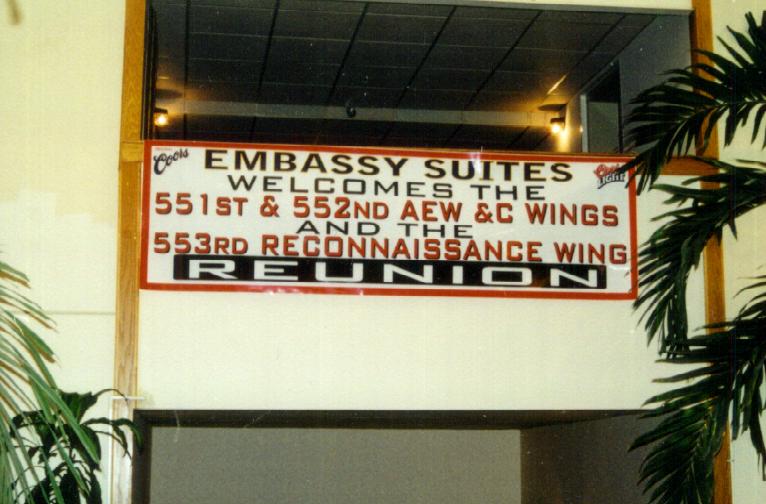 Coors
EMBASSY SUITES
Coors
LIGHT
WELCOMES THE
551ST & 552ND AEW &C WINGS
AND THE
553RD RECONNAISSANCE WING
REUNION